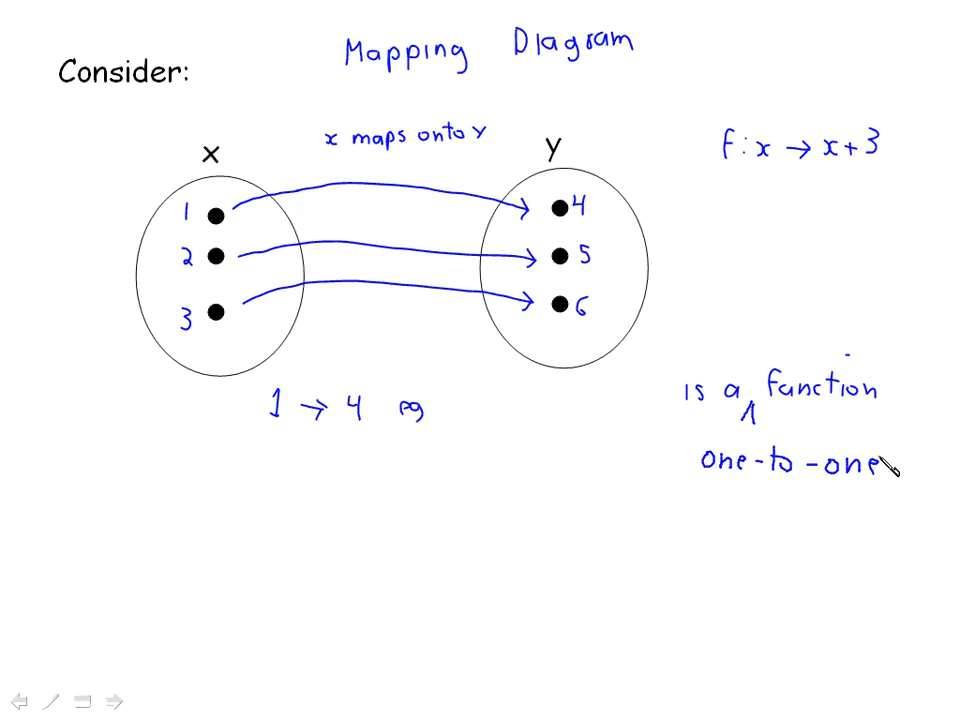 Mapping Diagram
Consider:
x maps onto y
f: x → x + 3
x
y
1
4
2
5
3
6
1 → 4 eg
is a function
^
one-to-one